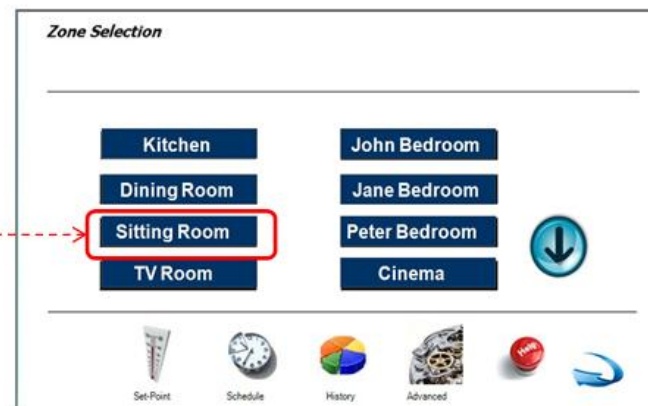 Zone Selection
Kitchen
John Bedroom
Dining Room
Jane Bedroom
Sitting Room
Peter Bedroom
TV Room
Cinema
Help
Set-Point
Schedule
History
Advanced